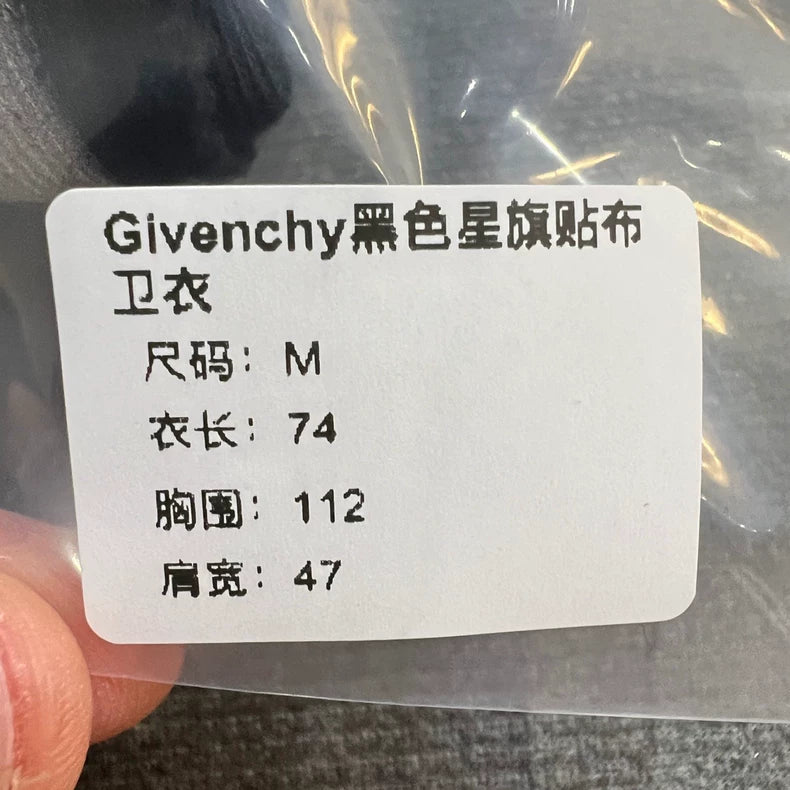 Givenchy黑色星旗贴布
卫衣
尺码：M
衣长：74
胸围：112
肩宽：47